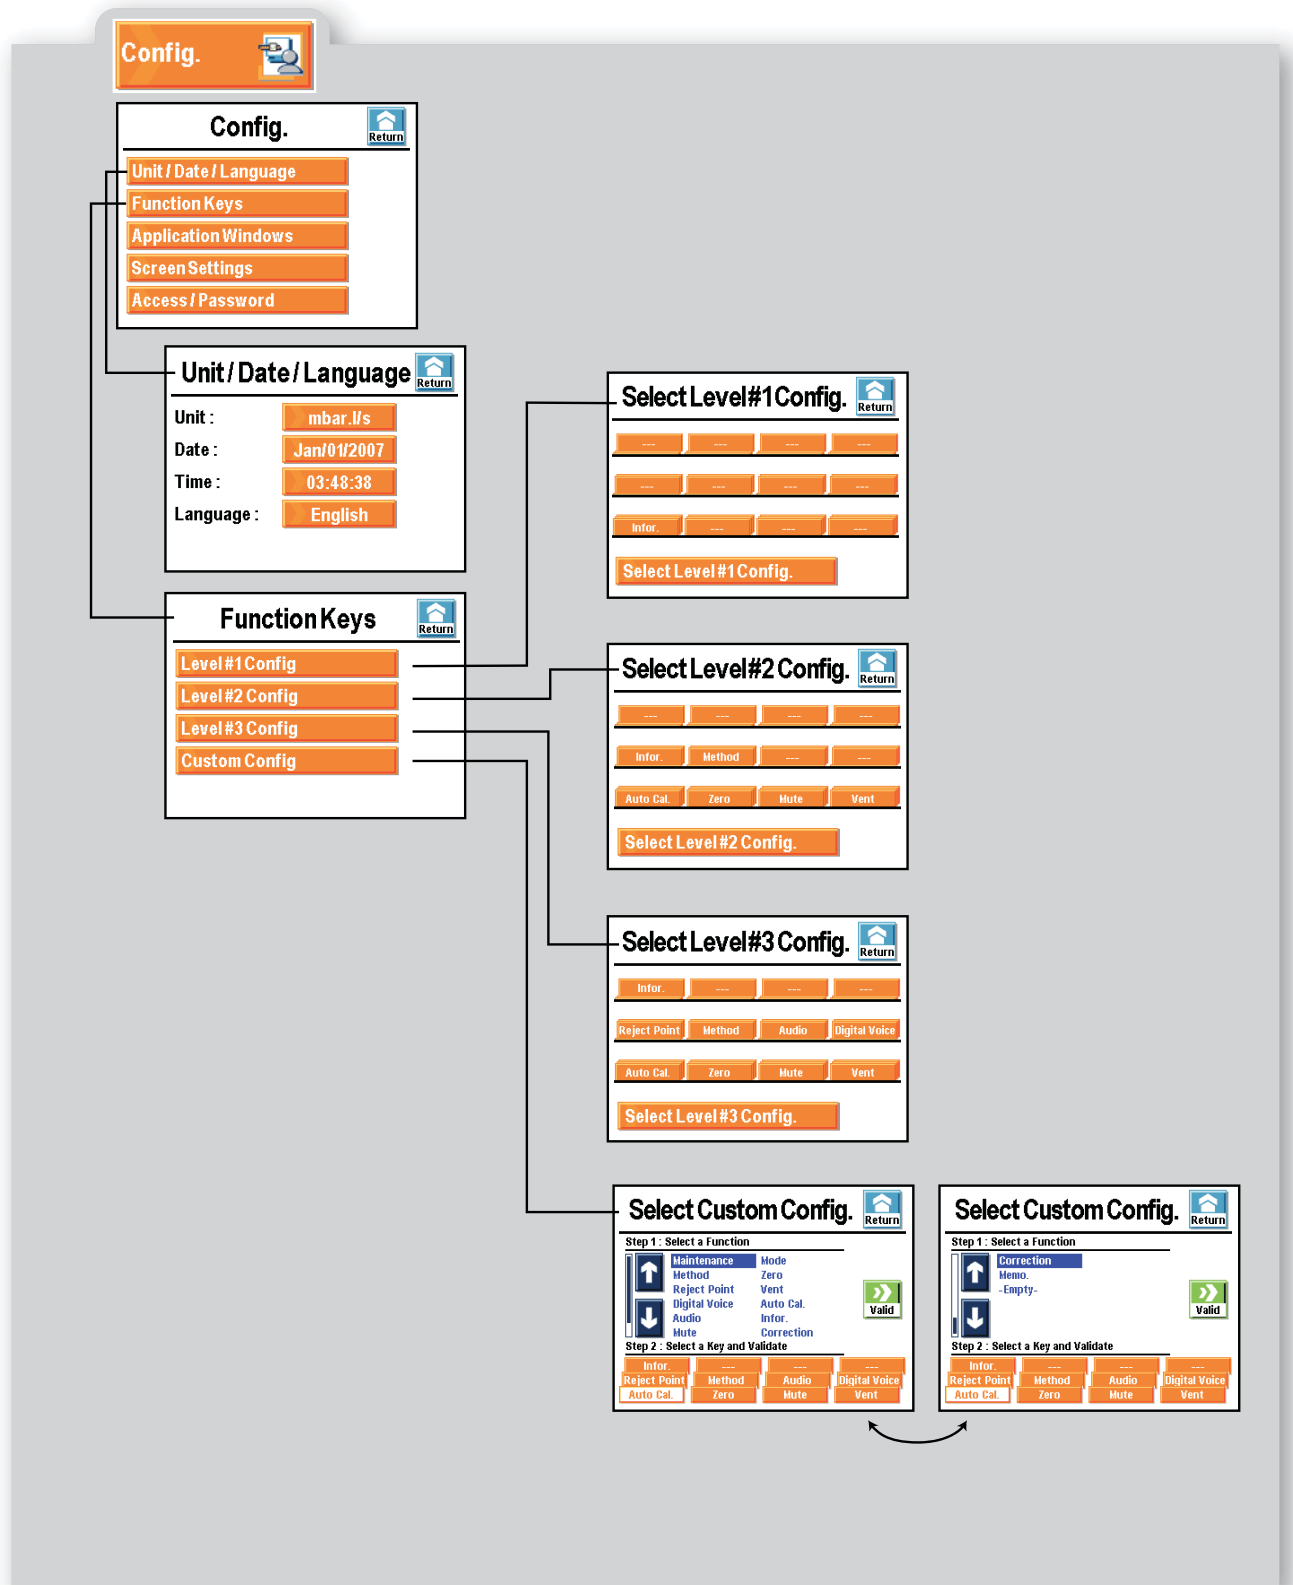 Config.
Config.
Return
Unit / Date / Language
Function Keys
Application Windows
Screen Settings
Access / Password
Unit / Date / Language
Return
Unit : mbar.l/s
Date : Jan/01/2007
Time : 03:48:38
Language : English
Function Keys
Return
Level #1 Config
Level #2 Config
Level #3 Config
Custom Config
Select Level #1 Config.
Return
--- --- --- ---
--- --- --- ---
Infor. --- --- ---
Select Level #1 Config.
Select Level #2 Config.
Return
--- --- --- ---
Infor. Method --- ---
Auto Cal. Zero Mute Vent
Select Level #2 Config.
Select Level #3 Config.
Return
Infor. --- --- ---
Reject Point Method Audio Digital Voice
Auto Cal. Zero Mute Vent
Select Level #3 Config.
Select Custom Config.
Return
Step 1 : Select a Function
Maintenance Mode
Method Zero
Reject Point Vent
Digital Voice Auto Cal.
Audio Infor.
Mute Correction
Valid
Step 2 : Select a Key and Validate
Infor. --- --- ---
Reject Point Method Audio Digital Voice
Auto Cal. Zero Mute Vent
Select Custom Config.
Return
Step 1 : Select a Function
Correction
Memo.
-Empty-
Valid
Step 2 : Select a Key and Validate
Infor. --- --- ---
Reject Point Method Audio Digital Voice
Auto Cal. Zero Mute Vent